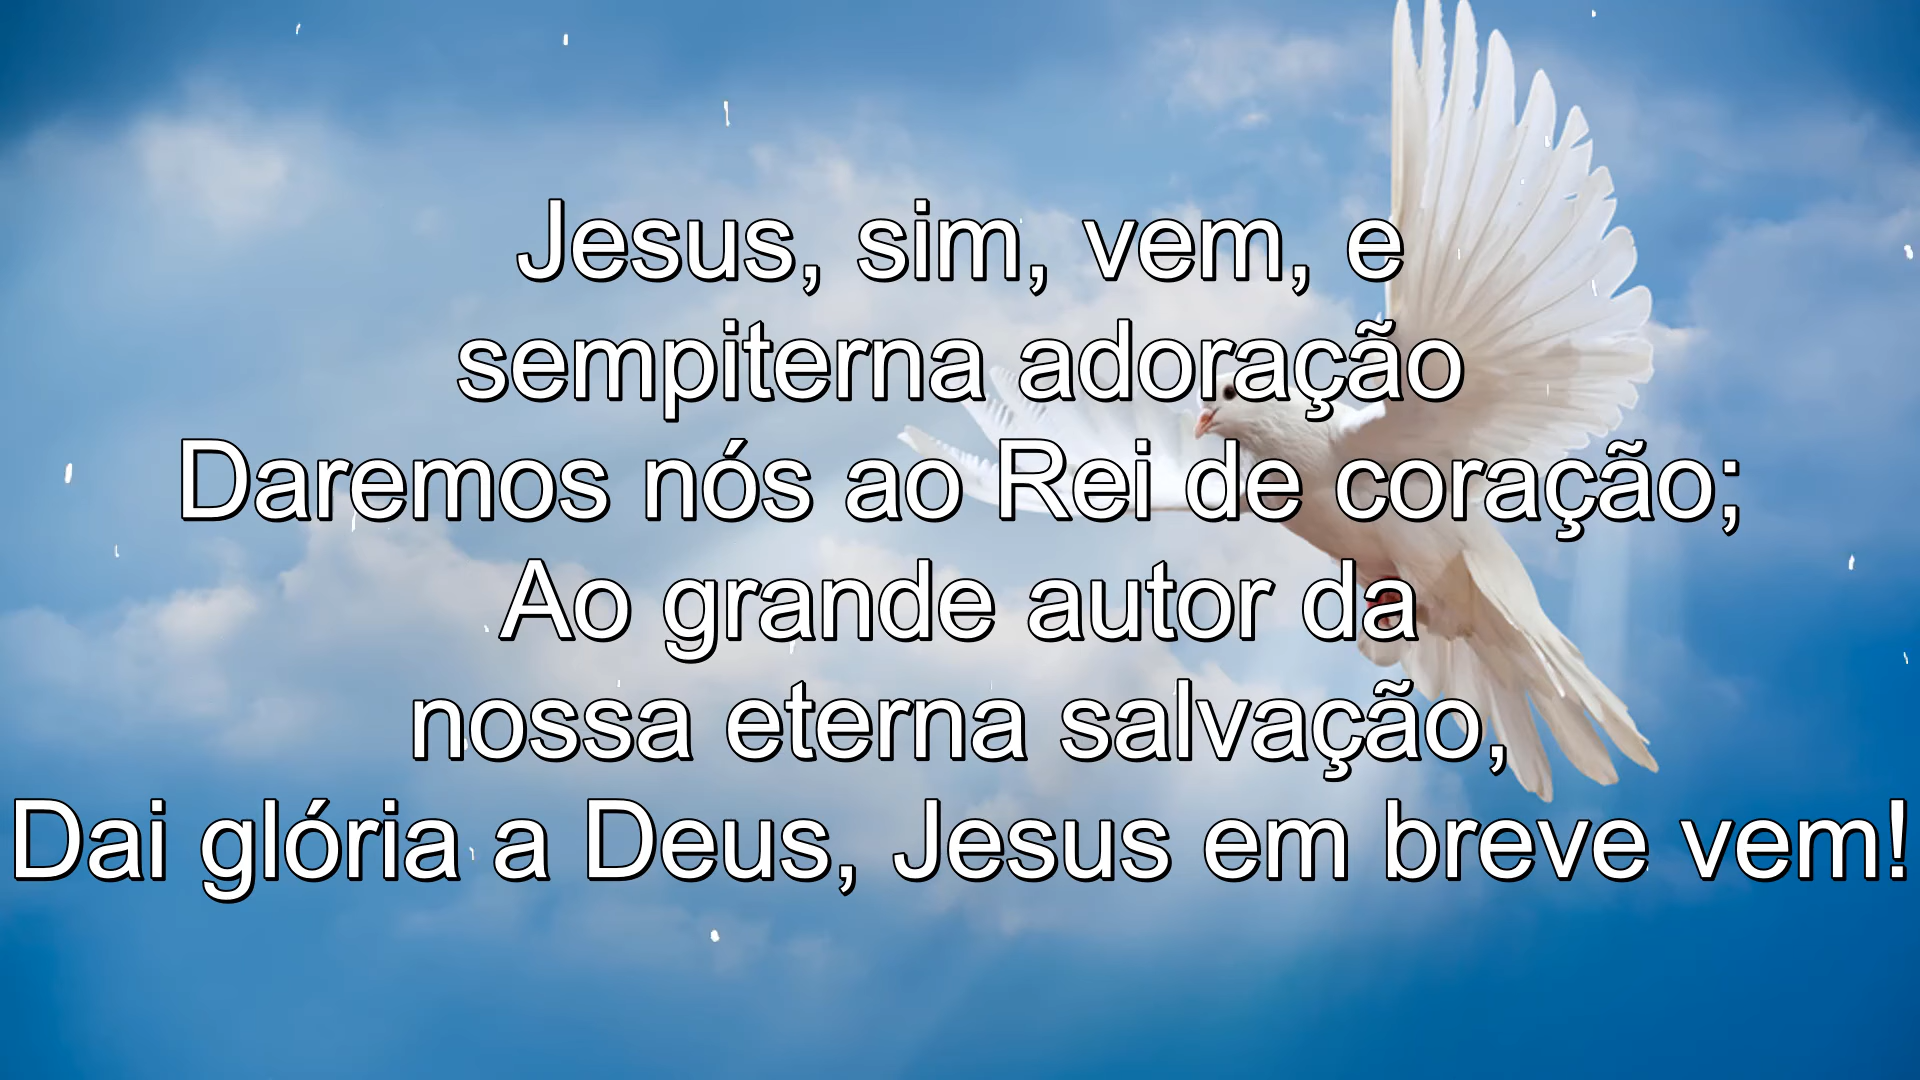 Jesus, sim, vem, e
sempiterna adoração
Daremos nós ao Rei de coração;
Ao grande autor da
nossa eterna salvação,
Dai glória a Deus, Jesus em breve vem!